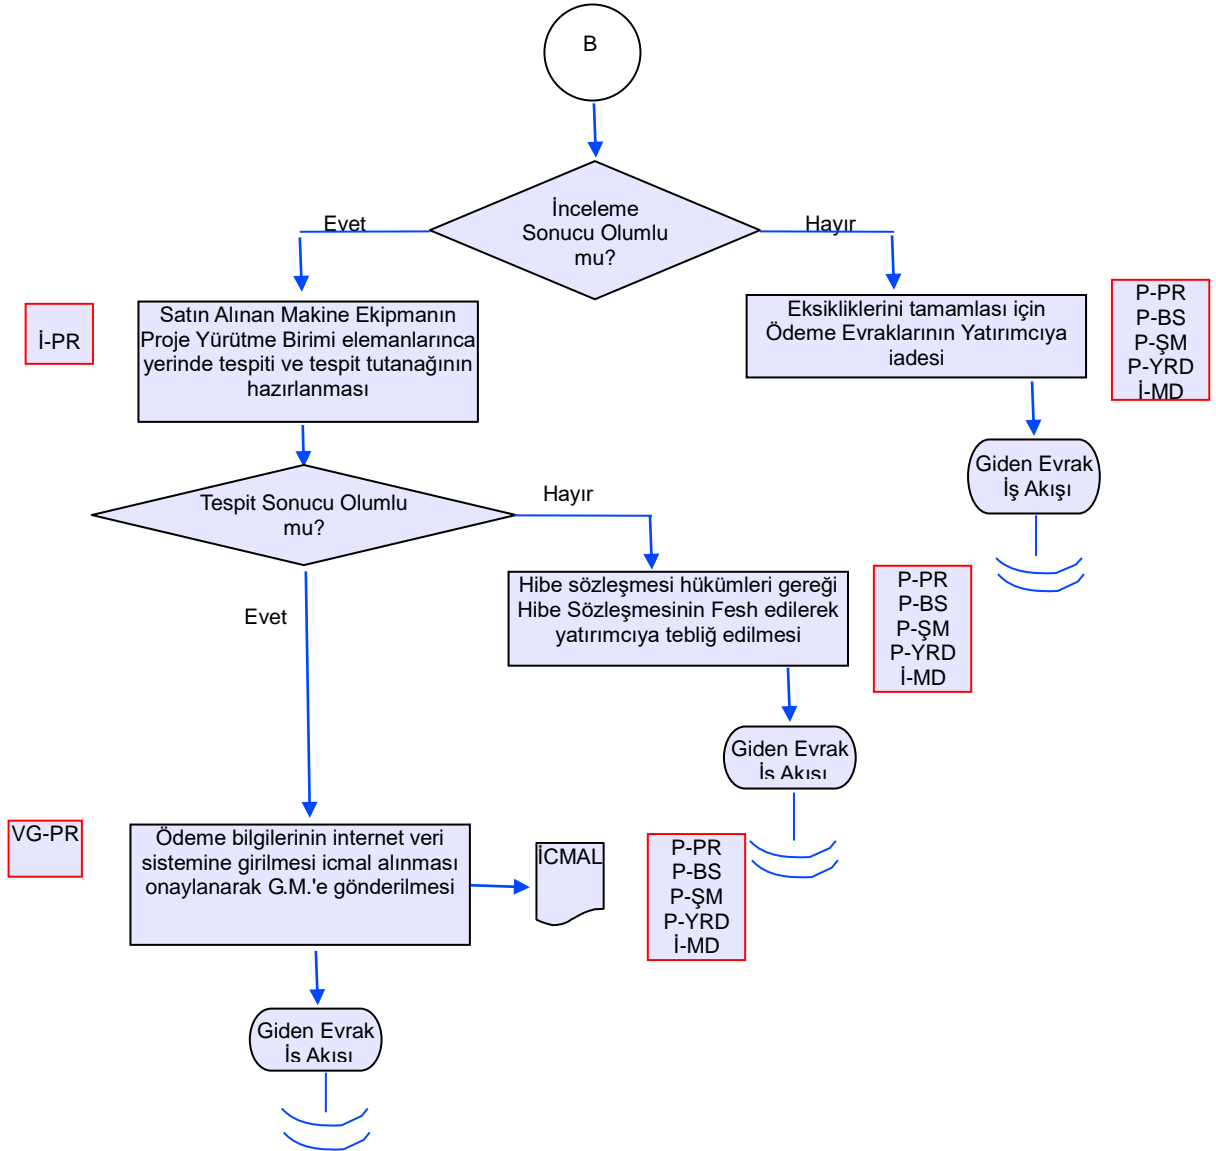 B
İnceleme
Sonucu Olumlu
mu?
Evet
Hayır
İ-PR
Satın Alınan Makine Ekipmanın
Proje Yürütme Birimi elemanlarınca
yerinde tespiti ve tespit tutanağının
hazırlanması
Eksikliklerini tamamlası için
Ödeme Evraklarının Yatırımcıya
iadesi
P-PR
P-BS
P-ŞM
P-YRD
İ-MD
Giden Evrak
İş Akışı
Tespit Sonucu Olumlu
mu?
Hayır
Evet
Hibe sözleşmesi hükümleri gereği
Hibe Sözleşmesinin Fesh edilerek
yatırımcıya tebliğ edilmesi
P-PR
P-BS
P-ŞM
P-YRD
İ-MD
Giden Evrak
İş Akışı
VG-PR
Ödeme bilgilerinin internet veri
sistemine girilmesi icmal alınması
onaylanarak G.M.'e gönderilmesi
İCMAL
P-PR
P-BS
P-ŞM
P-YRD
İ-MD
Giden Evrak
İş Akışı